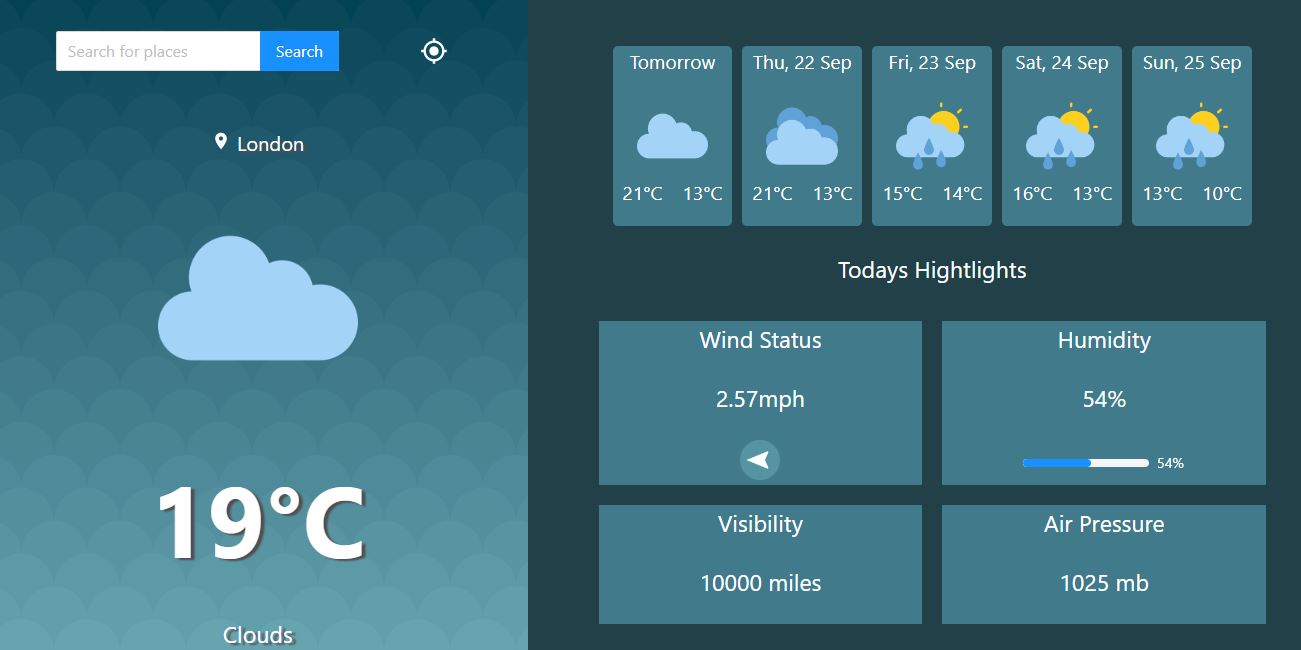 Search for places
Search
London
19°C
Clouds
Tomorrow
21°C 13°C
Thu, 22 Sep
21°C 13°C
Fri, 23 Sep
15°C 14°C
Sat, 24 Sep
16°C 13°C
Sun, 25 Sep
13°C 10°C
Todays Hightlights
Wind Status
2.57mph
Humidity
54%
54%
Visibility
10000 miles
Air Pressure
1025 mb